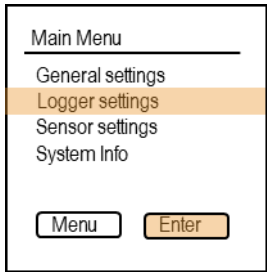 Main Menu
General settings
Logger settings
Sensor settings
System Info
Menu Enter